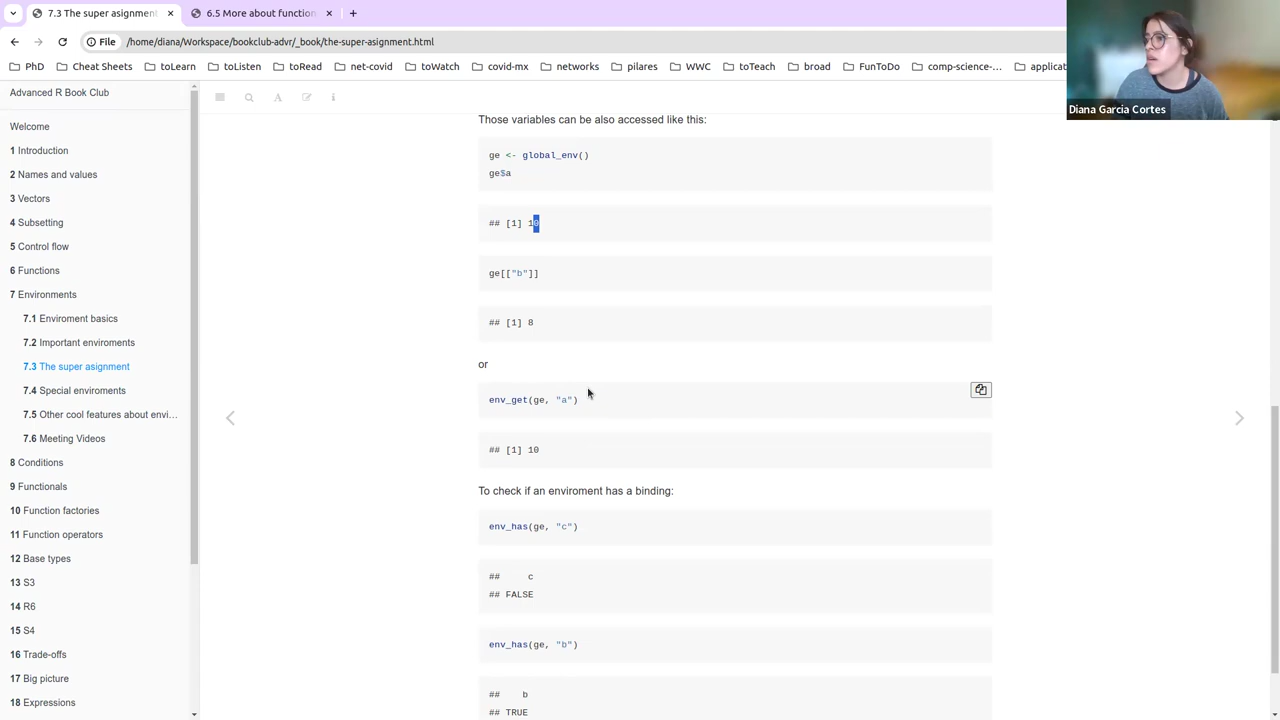 7.3 The super asignment
6.5 More about function
File
/home/diana/Workspace/bookclub-advr/_book/the-super-asignment.html
PhD
Cheat Sheets
toLearn
toListen
toRead
net-covid
toWatch
covid-mx
networks
pilares
WWC
toTeach
broad
FunToDo
comp-science-...
applicat
Diana Garcia Cortes
Advanced R Book Club
Welcome
1 Introduction
2 Names and values
3 Vectors
4 Subsetting
5 Control flow
6 Functions
7 Environments
7.1 Enviroment basics
7.2 Important enviroments
7.3 The super asignment
7.4 Special enviroments
7.5 Other cool features about envi...
7.6 Meeting Videos
8 Conditions
9 Functionals
10 Function factories
11 Function operators
12 Base types
13 S3
14 R6
15 S4
16 Trade-offs
17 Big picture
18 Expressions
Those variables can be also accessed like this:
ge <- global_env()
ge$a
## [1] 10
ge[["b"]]
## [1] 8
or
env_get(ge, "a")
## [1] 10
To check if an enviroment has a binding:
env_has(ge, "c")
## c
## FALSE
env_has(ge, "b")
## b
## TRUE